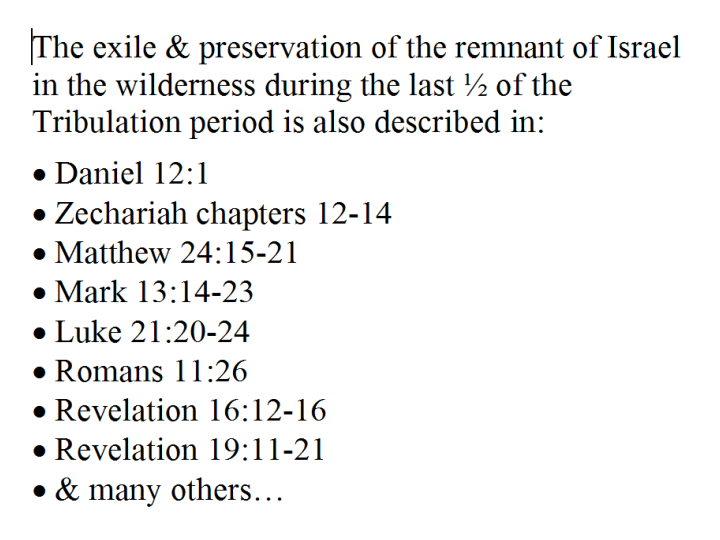 The exile & preservation of the remnant of Israel
in the wilderness during the last ½ of the
Tribulation period is also described in:
• Daniel 12:1
• Zechariah chapters 12-14
• Matthew 24:15-21
• Mark 13:14-23
• Luke 21:20-24
• Romans 11:26
• Revelation 16:12-16
• Revelation 19:11-21
• & many others…